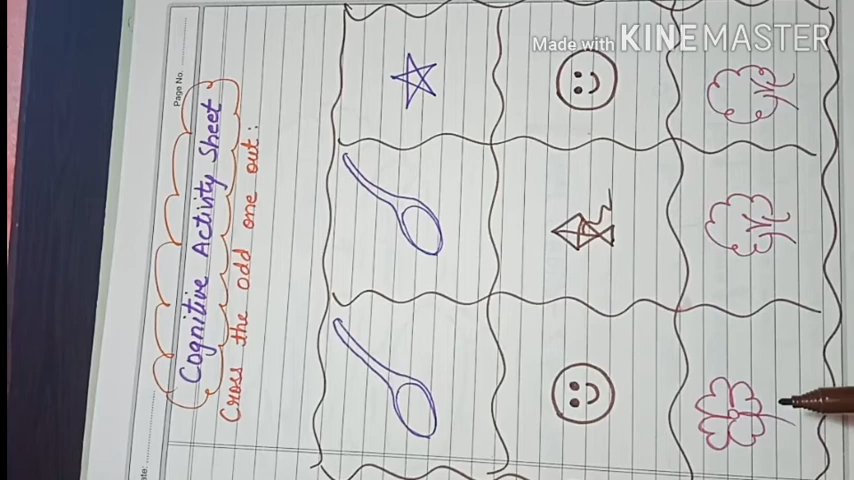 Made with KINEMASTER
Page No.
Cognitive Activity Sheet
Cross the odd one out: